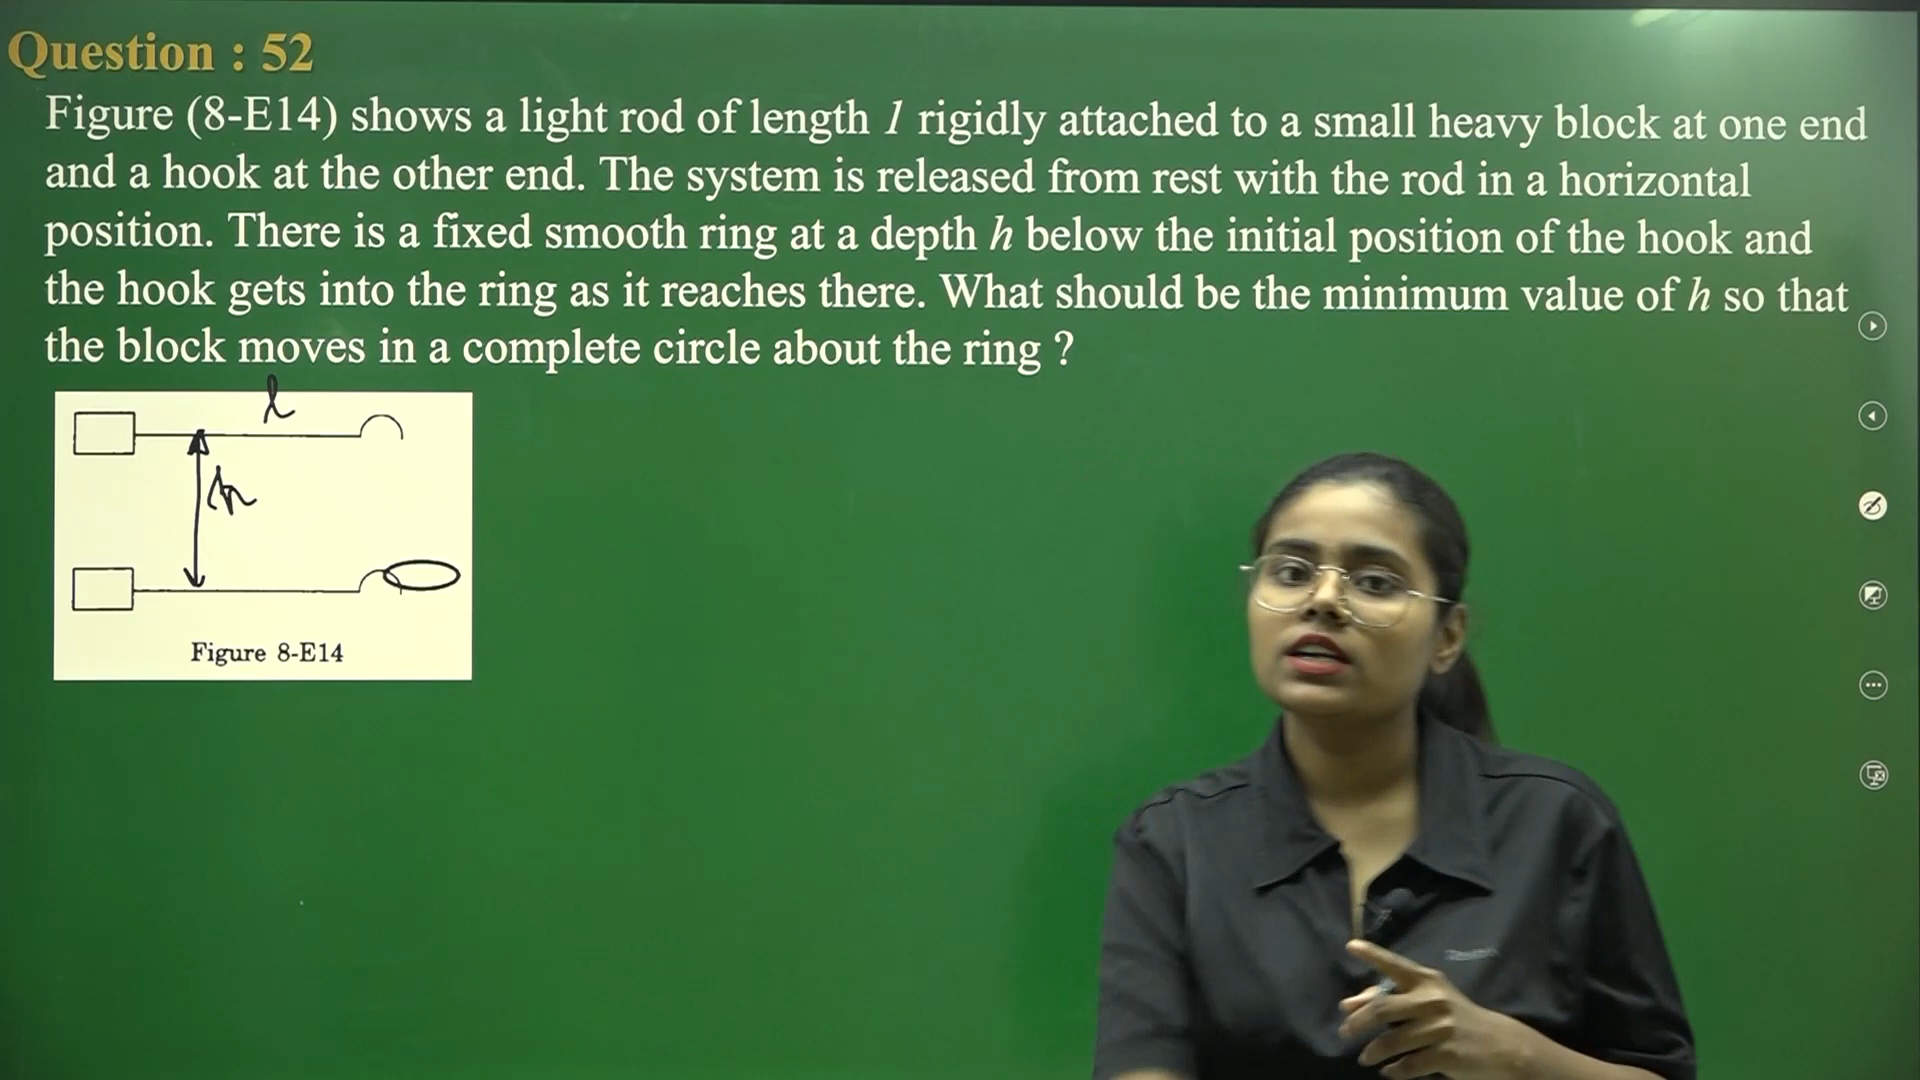 Question : 52
Figure (8-E14) shows a light rod of length l rigidly attached to a small heavy block at one end
and a hook at the other end. The system is released from rest with the rod in a horizontal
position. There is a fixed smooth ring at a depth h below the initial position of the hook and
the hook gets into the ring as it reaches there. What should be the minimum value of h so that
the block moves in a complete circle about the ring ?
l
h
Figure 8-E14